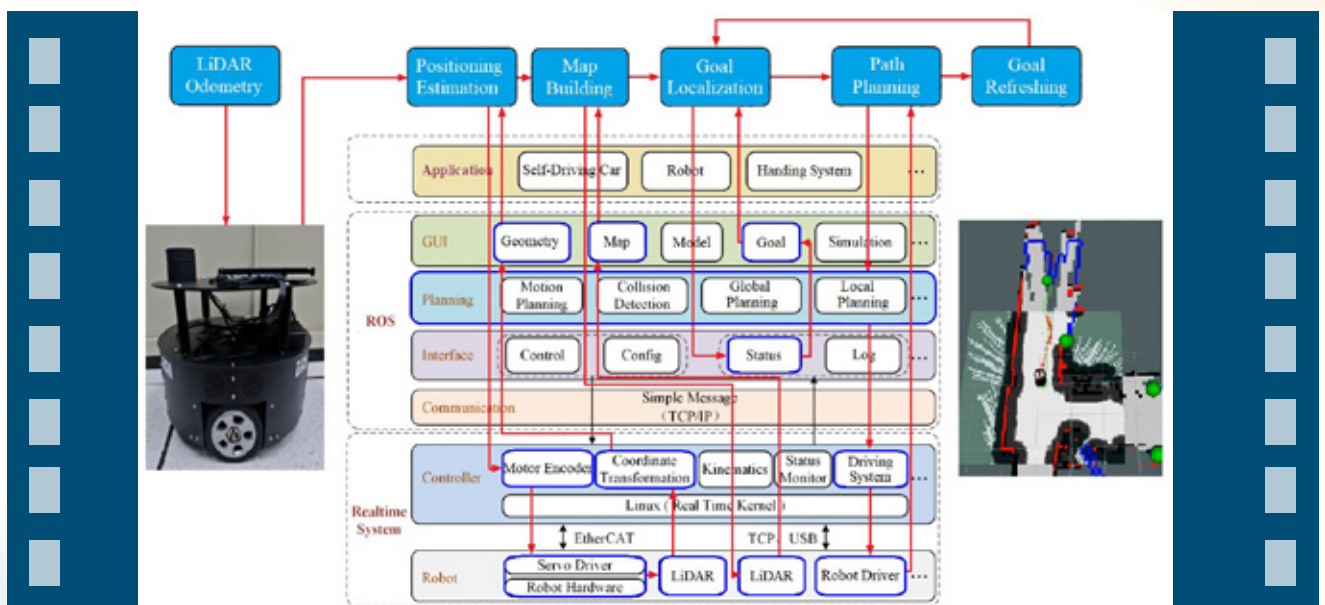 LiDAR
Odometry
Positioning
Estimation
Map
Building
Goal
Localization
Path
Planning
Goal
Refreshing
Application
Self-Driving Car
Robot
Handing System
...
ROS
GUI
Geometry
Map
Model
Goal
Simulation
...
Planning
Motion
Planning
Collision
Detection
Global
Planning
Local
Planning
...
Interface
Control
Config
Status
Log
...
Communication
Simple Message
(TCP/IP)
Realtime
System
Controller
Motor Encoder
Coordinate
Transformation
Kinematics
Status
Monitor
Driving
System
...
Linux ( Real Time Kernel )
EtherCAT
TCP、USB
Robot
Servo Driver
Robot Hardware
LiDAR
LiDAR
Robot Driver
...